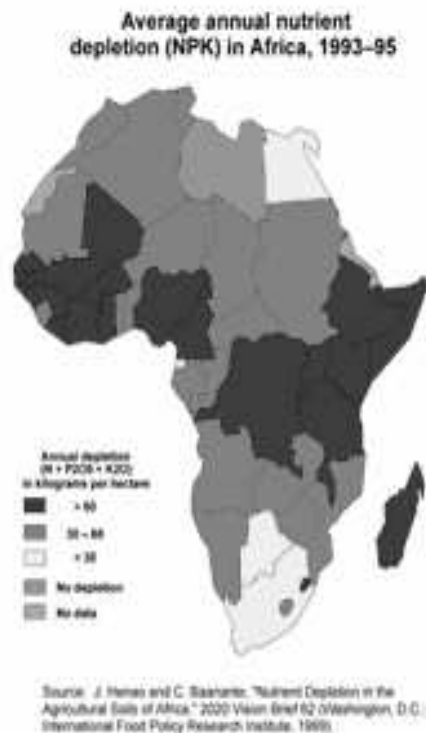 Average annual nutrient
depletion (NPK) in Africa, 1993–95
Annual depletion
(N + P2O5 + K2O)
in kilograms per hectare
> 60
30 – 60
< 30
No depletion
No data
Source: J. Henao and C. Baanante, "Nutrient Depletion in the
Agricultural Soils of Africa." 2020 Vision Brief 62 (Washington, D.C.:
International Food Policy Research Institute, 1999).